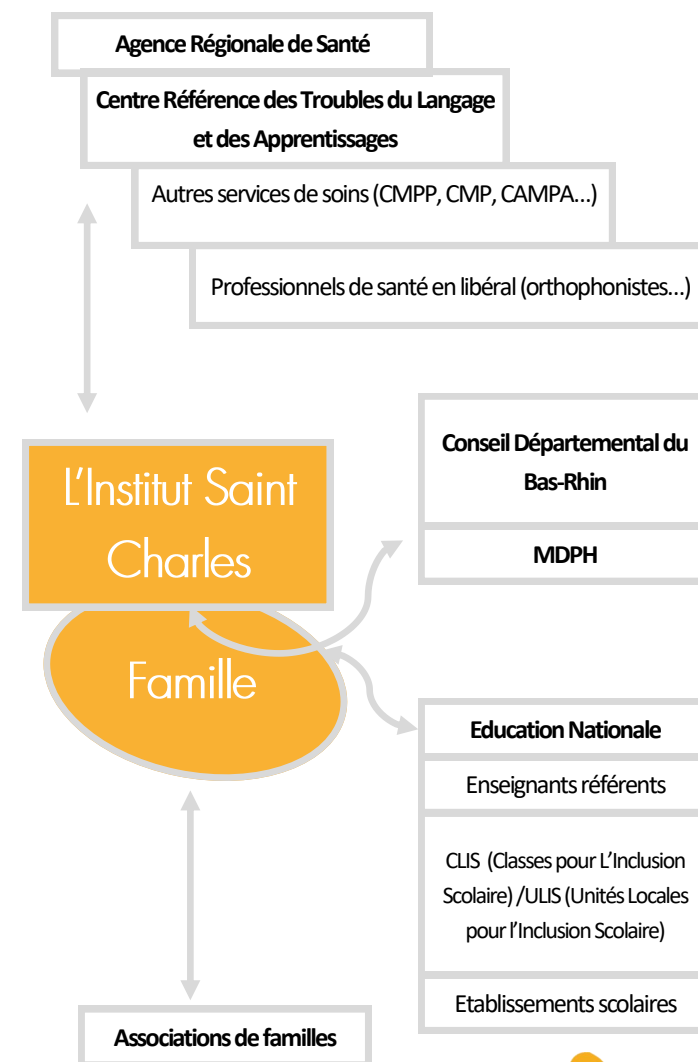 Agence Régionale de Santé
Centre Référence des Troubles du Langage
et des Apprentissages
Autres services de soins (CMPP, CMP, CAMPA…)
Professionnels de santé en libéral (orthophonistes…)
L'Institut Saint
Charles
Famille
Conseil Départemental du
Bas-Rhin
MDPH
Education Nationale
Enseignants référents
CLIS (Classes pour L'Inclusion
Scolaire) /ULIS (Unités Locales
pour l'Inclusion Scolaire)
Etablissements scolaires
Associations de familles